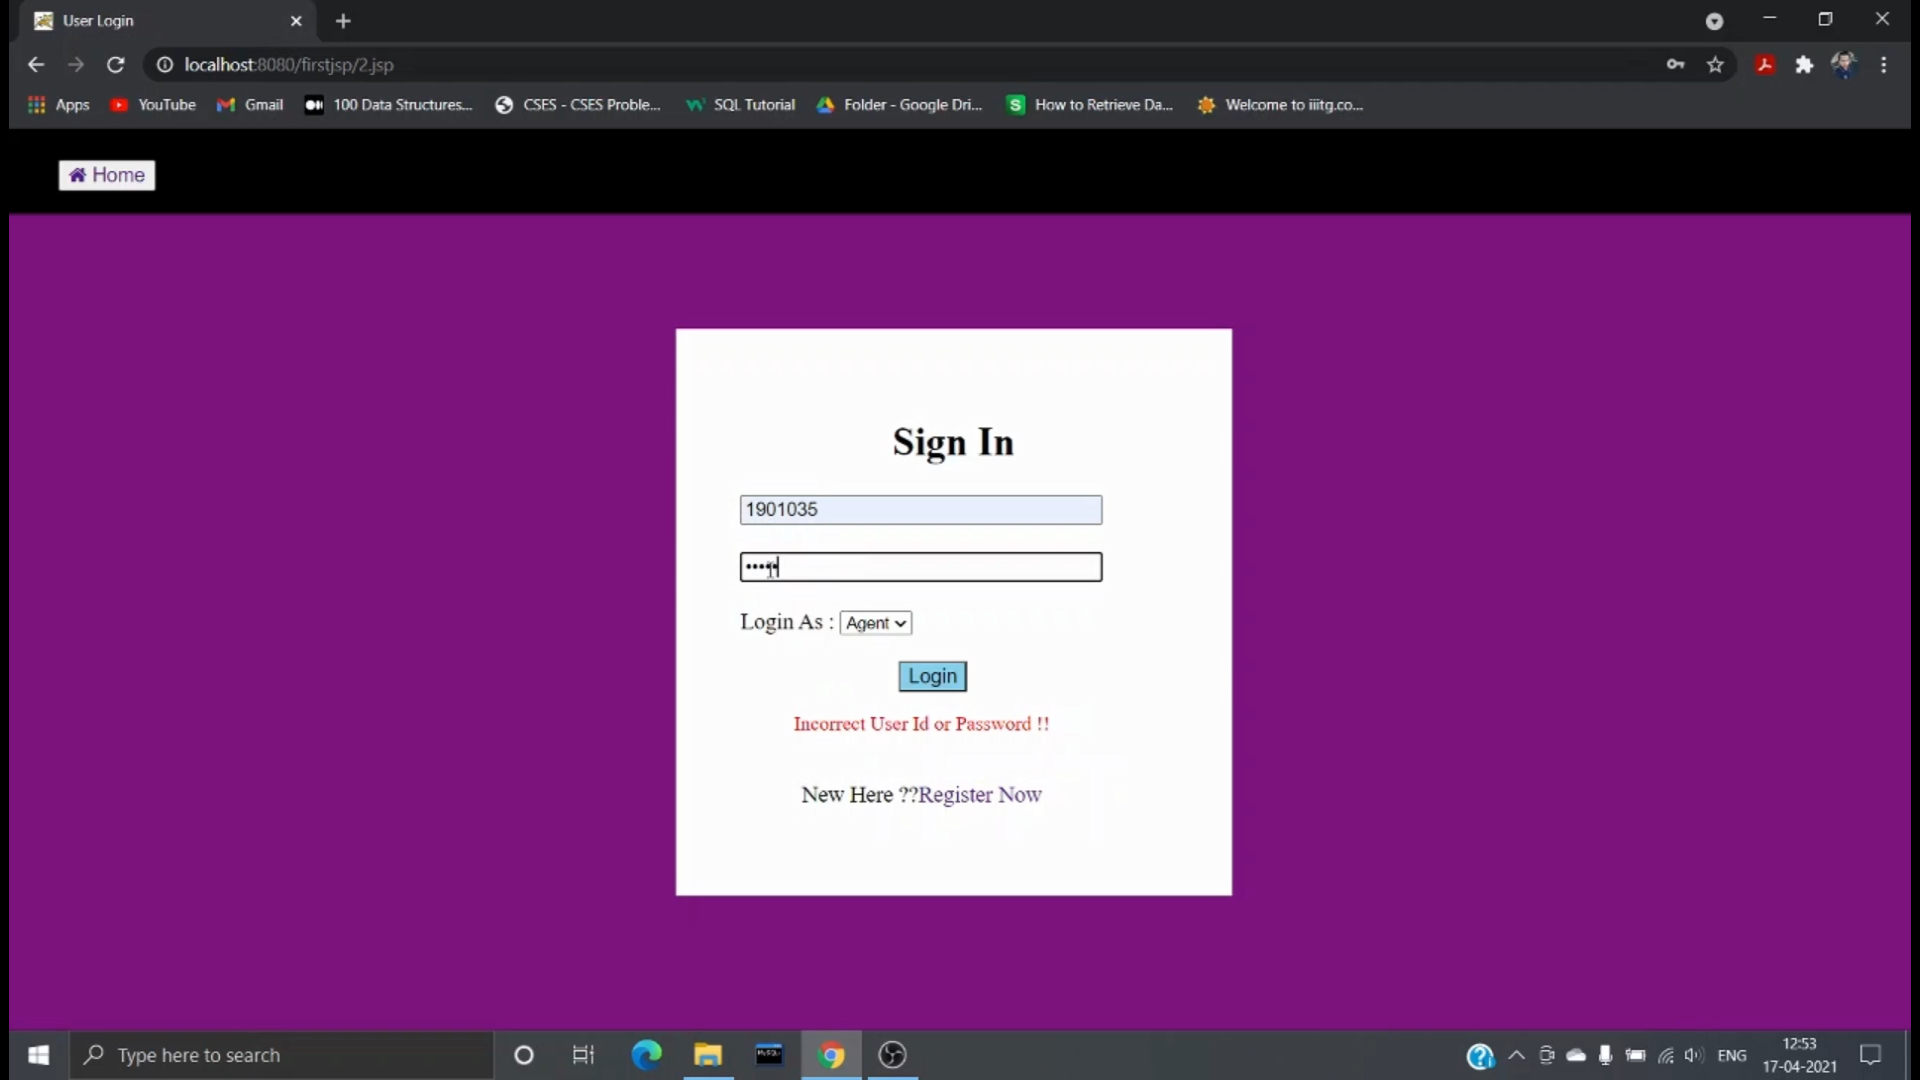 User Login
localhost:8080/firstjsp/2.jsp
Apps YouTube Gmail 100 Data Structures... CSES - CSES Proble... SQL Tutorial Folder - Google Dri... How to Retrieve Da... Welcome to iiitg.co...
Home
Sign In
1901035
Login As : Agent
Login
Incorrect User Id or Password !!
New Here ??Register Now
Type here to search
ENG
12:53
17-04-2021